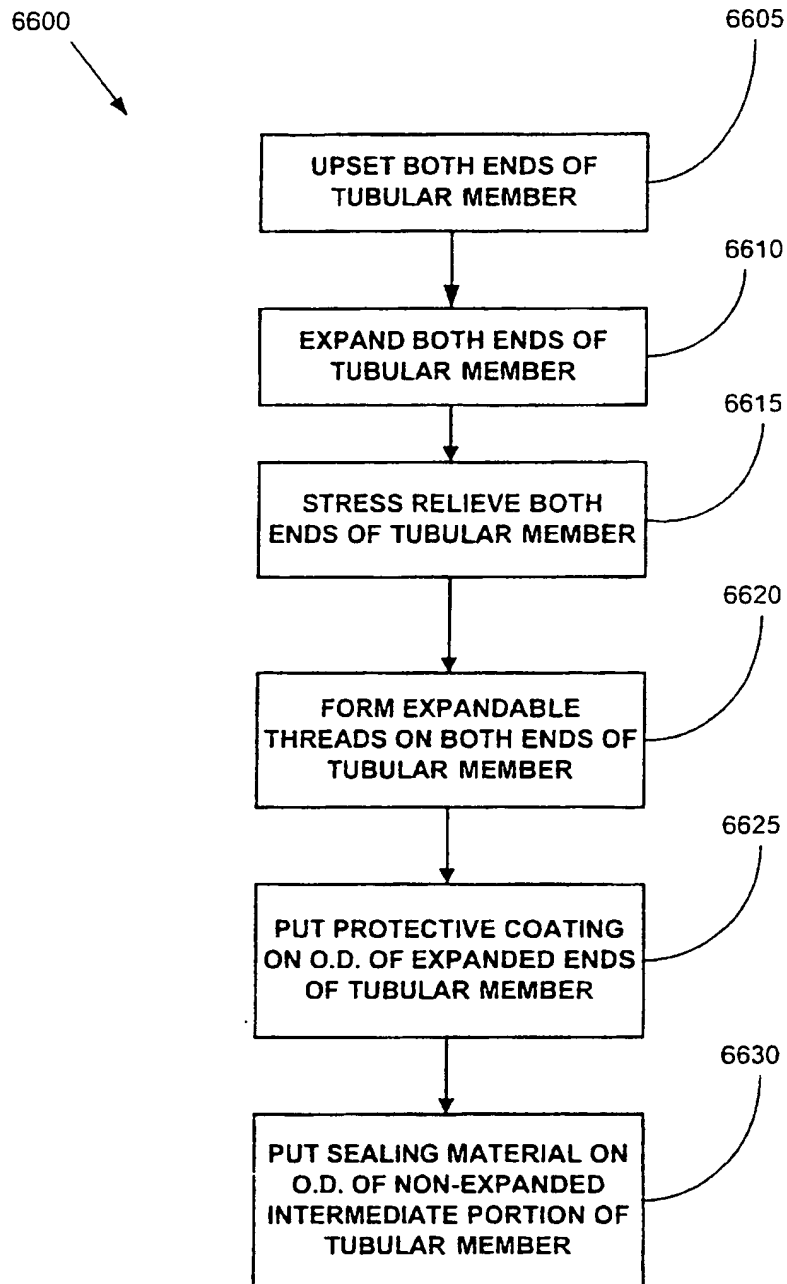 6600
6605
UPSET BOTH ENDS OF
TUBULAR MEMBER
6610
EXPAND BOTH ENDS OF
TUBULAR MEMBER
6615
STRESS RELIEVE BOTH
ENDS OF TUBULAR MEMBER
6620
FORM EXPANDABLE
THREADS ON BOTH ENDS OF
TUBULAR MEMBER
6625
PUT PROTECTIVE COATING
ON O.D. OF EXPANDED ENDS
OF TUBULAR MEMBER
6630
PUT SEALING MATERIAL ON
O.D. OF NON-EXPANDED
INTERMEDIATE PORTION OF
TUBULAR MEMBER